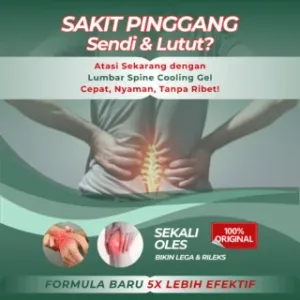 SAKIT PINGGANG
Sendi & Lutut?
Atasi Sekarang dengan
Lumbar Spine Cooling Gel
Cepat, Nyaman, Tanpa Ribet!
SEKALI
OLES
BIKIN LEGA & RILEKS
100%
ORIGINAL
FORMULA BARU 5X LEBIH EFEKTIF